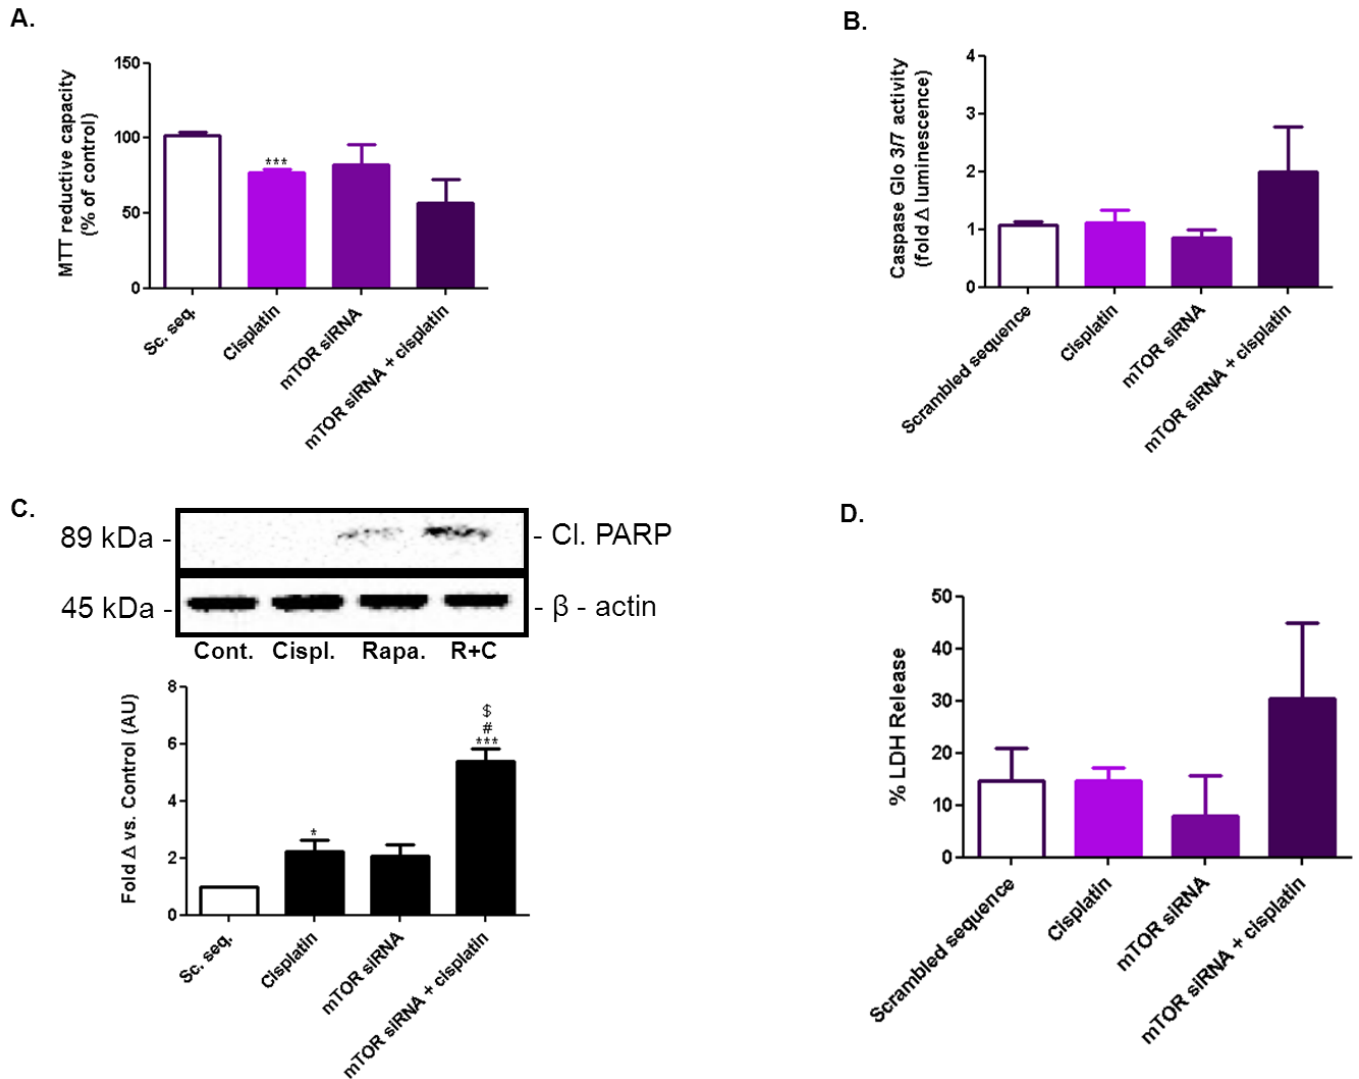 A.
MTT reductive capacity
(% of control)
150
100
50
0
***
Sc. seq.
Cisplatin
mTOR siRNA
mTOR siRNA + cisplatin
B.
Caspase Glo 3/7 activity
(fold Δ luminescence)
4
3
2
1
0
Scrambled sequence
Cisplatin
mTOR siRNA
mTOR siRNA + cisplatin
C.
89 kDa -
- Cl. PARP
45 kDa -
- β - actin
Cont. Cispl. Rapa. R+C
Fold Δ vs. Control (AU)
8
6
4
2
0
*
$
#
***
Sc. seq.
Cisplatin
mTOR siRNA
mTOR siRNA + cisplatin
D.
% LDH Release
50
40
30
20
10
0
Scrambled sequence
Cisplatin
mTOR siRNA
mTOR siRNA + cisplatin